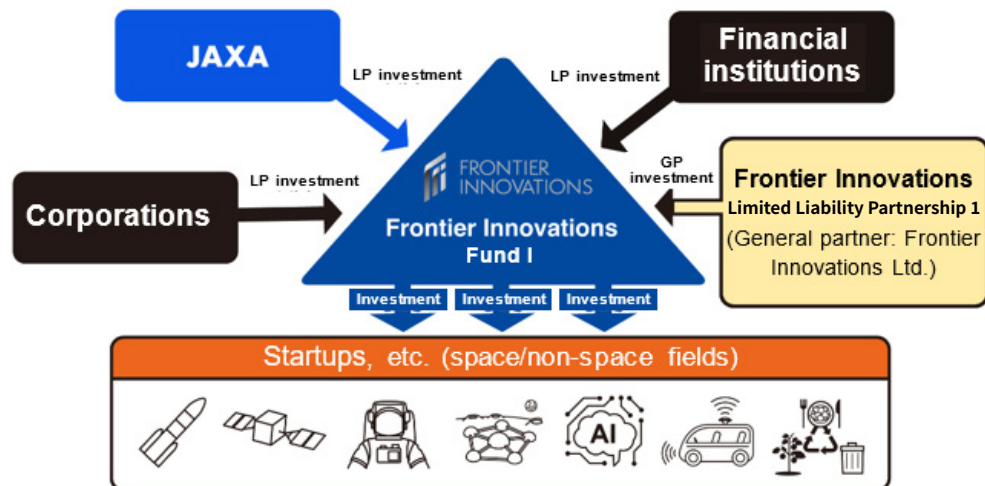 JAXA
Financial
institutions
LP investment
LP investment
GP
investment
FRONTIER
INNOVATIONS
LP investment
Corporations
Frontier Innovations
Fund I
Frontier Innovations
Limited Liability Partnership 1
(General partner: Frontier
Innovations Ltd.)
Investment
Investment
Investment
Startups, etc. (space/non-space fields)
AI